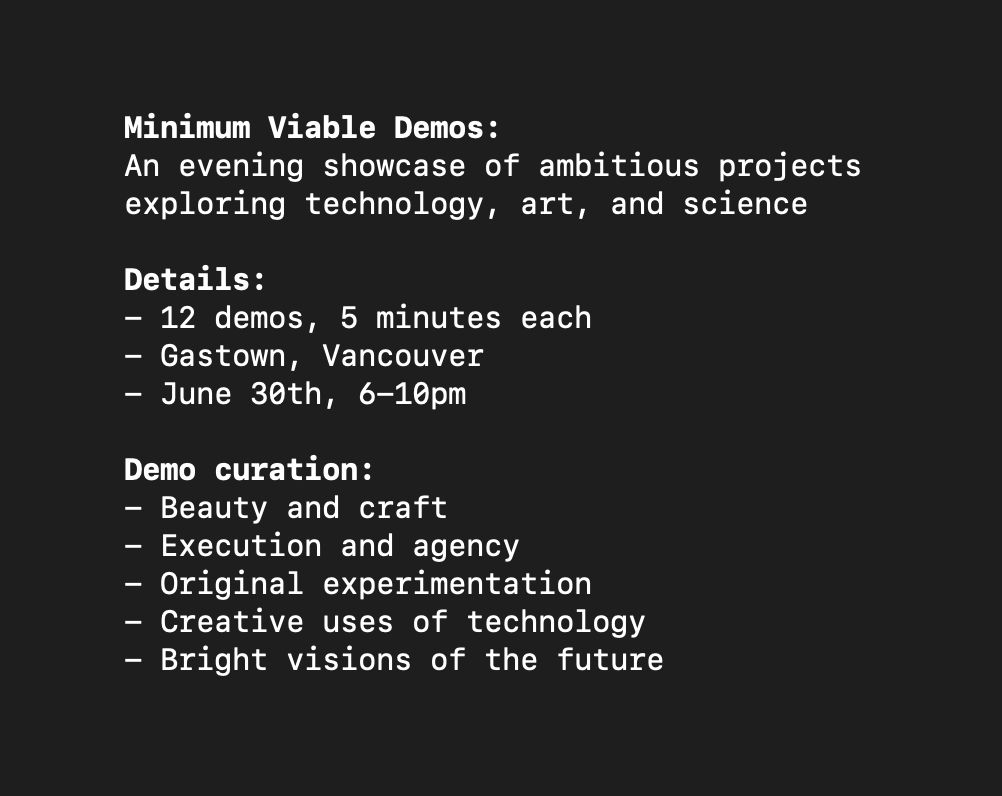 Minimum Viable Demos:
An evening showcase of ambitious projects
exploring technology, art, and science
Details:
– 12 demos, 5 minutes each
– Gastown, Vancouver
– June 30th, 6–10pm
Demo curation:
– Beauty and craft
– Execution and agency
– Original experimentation
– Creative uses of technology
– Bright visions of the future